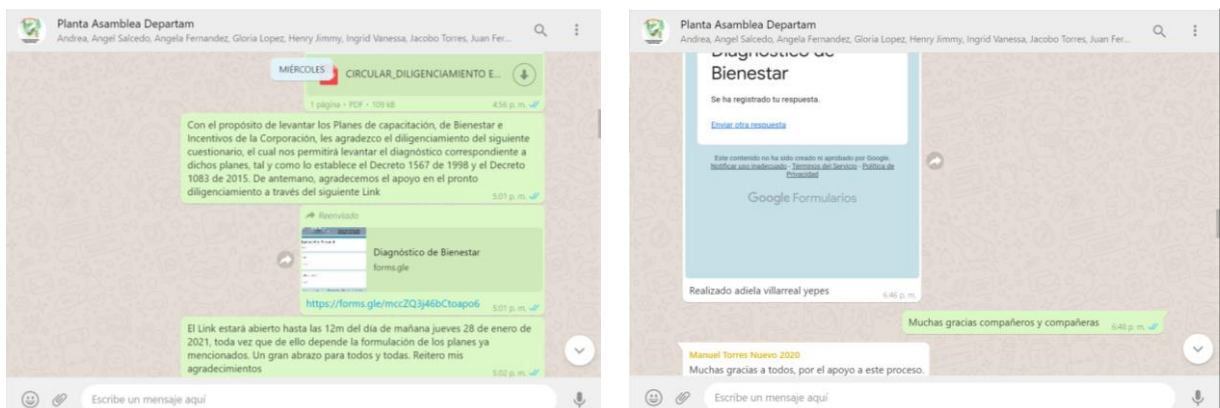 Planta Asamblea Departam
Andrea, Angel Salcedo, Angela Fernandez, Gloria Lopez, Henry Jimmy, Ingrid Vanessa, Jacobo Torres, Juan Fer...
MIÉRCOLES
CIRCULAR_DILIGENCIAMIENTO E...
1 página • PDF • 109 kB
4:56 p. m.
Con el propósito de levantar los Planes de capacitación, de Bienestar e
Incentivos de la Corporación, les agradezco el diligenciamiento del siguiente
cuestionario, el cual nos permitirá levantar el diagnóstico correspondiente a
dichos planes, tal y como lo establece el Decreto 1567 de 1998 y el Decreto
1083 de 2015. De antemano, agradecemos el apoyo en el pronto
diligenciamiento a través del siguiente Link
5:01 p. m.
Reenviado
Diagnóstico de Bienestar
forms.gle
https://forms.gle/mccZQ3j46bCtoapo6
5:01 p. m.
El Link estará abierto hasta las 12m del día de mañana jueves 28 de enero de
2021, toda vez que de ello depende la formulación de los planes ya
mencionados. Un gran abrazo para todos y todas. Reitero mis
agradecimientos
5:02 p. m.
Escribe un mensaje aquí
Planta Asamblea Departam
Andrea, Angel Salcedo, Angela Fernandez, Gloria Lopez, Henry Jimmy, Ingrid Vanessa, Jacobo Torres, Juan Fer...
Diagnóstico de
Bienestar
Se ha registrado tu respuesta.
Enviar otra respuesta
Este contenido no ha sido creado ni aprobado por Google.
Notificar uso inadecuado - Términos del Servicio - Política de
Privacidad
Google Formularios
Realizado adiela villarreal yepes
6:46 p. m.
Muchas gracias compañeros y compañeras
6:48 p. m.
Manuel Torres Nuevo 2020
Muchas gracias a todos, por el apoyo a este proceso.
Escribe un mensaje aquí